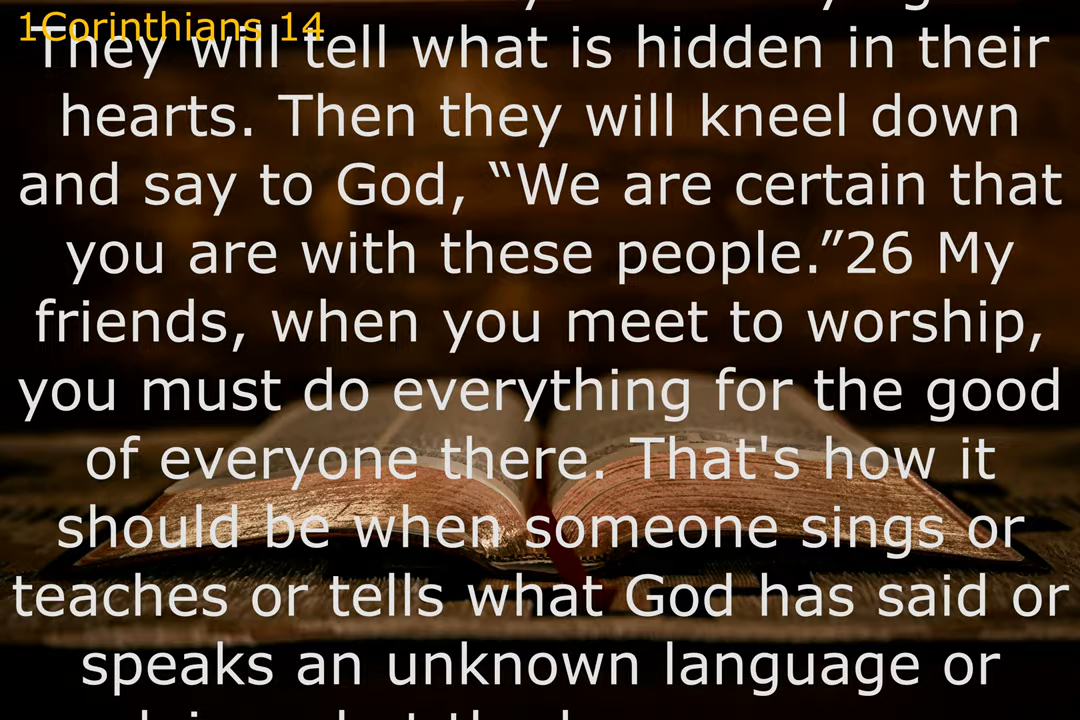 1Corinthians 14
They will tell what is hidden in their
hearts. Then they will kneel down
and say to God, “We are certain that
you are with these people.”26 My
friends, when you meet to worship,
you must do everything for the good
of everyone there. That's how it
should be when someone sings or
teaches or tells what God has said or
speaks an unknown language or